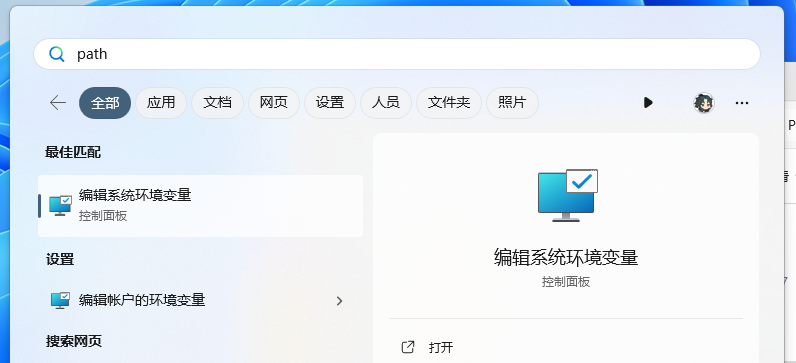 path
全部
应用
文档
网页
设置
人员
文件夹
照片
最佳匹配
编辑系统环境变量
控制面板
设置
编辑帐户的环境变量
搜索网页
编辑系统环境变量
控制面板
打开
P